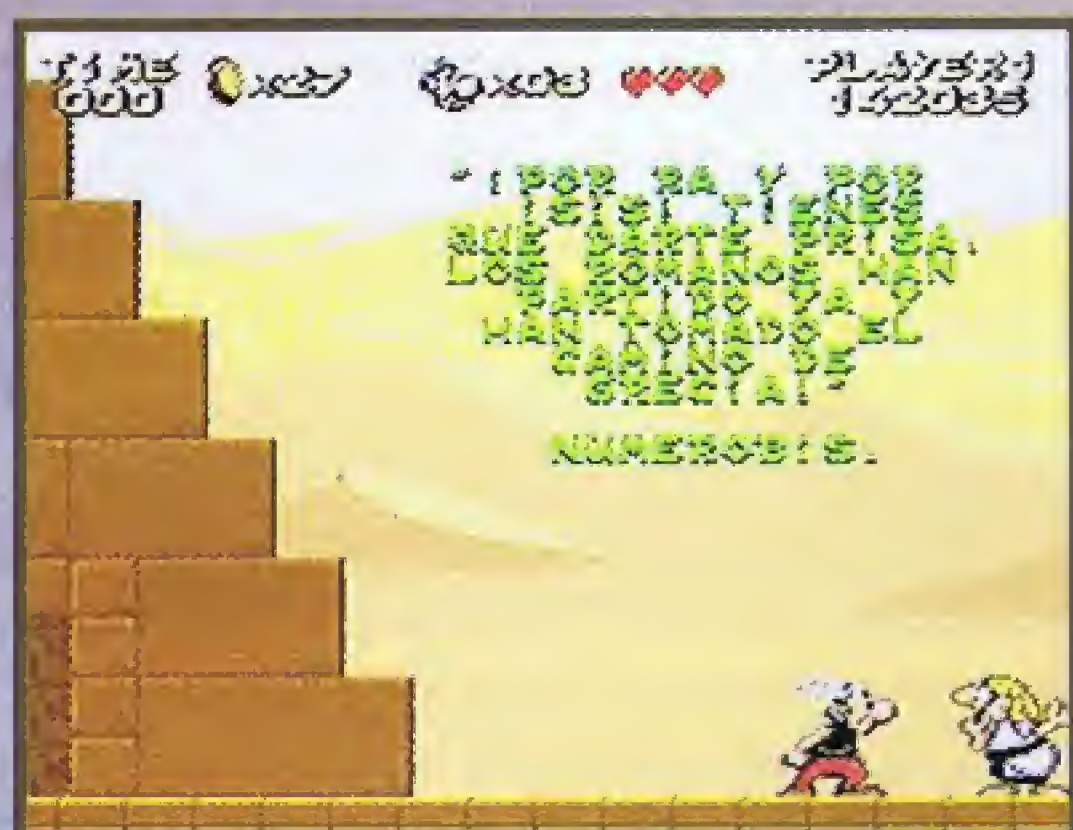 TIME x27 x03 PLAYER1
000 162035
"¡POR RA Y POR
ISIS! TIENES
QUE DARTE PRISA.
LOS ROMANOS HAN
PARTIDO YA Y
HAN TOMADO EL
CAMINO DE
GRECIA!"
NUMEROBIS.